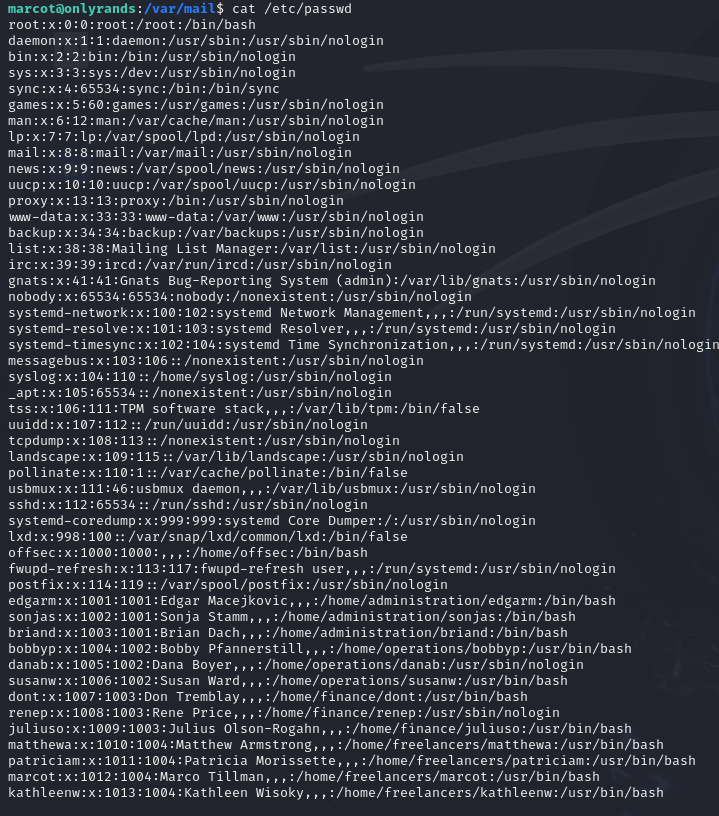 marcot@onlyrands:/var/mail$ cat /etc/passwd
root:x:0:0:root:/root:/bin/bash
daemon:x:1:1:daemon:/usr/sbin:/usr/sbin/nologin
bin:x:2:2:bin:/bin:/usr/sbin/nologin
sys:x:3:3:sys:/dev:/usr/sbin/nologin
sync:x:4:65534:sync:/bin:/bin/sync
games:x:5:60:games:/usr/games:/usr/sbin/nologin
man:x:6:12:man:/var/cache/man:/usr/sbin/nologin
lp:x:7:7:lp:/var/spool/lpd:/usr/sbin/nologin
mail:x:8:8:mail:/var/mail:/usr/sbin/nologin
news:x:9:9:news:/var/spool/news:/usr/sbin/nologin
uucp:x:10:10:uucp:/var/spool/uucp:/usr/sbin/nologin
proxy:x:13:13:proxy:/bin:/usr/sbin/nologin
www-data:x:33:33:www-data:/var/www:/usr/sbin/nologin
backup:x:34:34:backup:/var/backups:/usr/sbin/nologin
list:x:38:38:Mailing List Manager:/var/list:/usr/sbin/nologin
irc:x:39:39:ircd:/var/run/ircd:/usr/sbin/nologin
gnats:x:41:41:Gnats Bug-Reporting System (admin):/var/lib/gnats:/usr/sbin/nologin
nobody:x:65534:65534:nobody:/nonexistent:/usr/sbin/nologin
systemd-network:x:100:102:systemd Network Management,,,:/run/systemd:/usr/sbin/nologin
systemd-resolve:x:101:103:systemd Resolver,,,:/run/systemd:/usr/sbin/nologin
systemd-timesync:x:102:104:systemd Time Synchronization,,,:/run/systemd:/usr/sbin/nologin
messagebus:x:103:106::/nonexistent:/usr/sbin/nologin
syslog:x:104:110::/home/syslog:/usr/sbin/nologin
_apt:x:105:65534::/nonexistent:/usr/sbin/nologin
tss:x:106:111:TPM software stack,,,:/var/lib/tpm:/bin/false
uuidd:x:107:112::/run/uuidd:/usr/sbin/nologin
tcpdump:x:108:113::/nonexistent:/usr/sbin/nologin
landscape:x:109:115::/var/lib/landscape:/usr/sbin/nologin
pollinate:x:110:1::/var/cache/pollinate:/bin/false
usbmux:x:111:46:usbmux daemon,,,:/var/lib/usbmux:/usr/sbin/nologin
sshd:x:112:65534::/run/sshd:/usr/sbin/nologin
systemd-coredump:x:999:999:systemd Core Dumper:/:/usr/sbin/nologin
lxd:x:998:100::/var/snap/lxd/common/lxd:/bin/false
offsec:x:1000:1000:,,,:/home/offsec:/bin/bash
fwupd-refresh:x:113:117:fwupd-refresh user,,,:/run/systemd:/usr/sbin/nologin
postfix:x:114:119::/var/spool/postfix:/usr/sbin/nologin
edgarm:x:1001:1001:Edgar Macejkovic,,,:/home/administration/edgarm:/bin/bash
sonjas:x:1002:1001:Sonja Stamm,,,:/home/administration/sonjas:/bin/bash
briand:x:1003:1001:Brian Dach,,,:/home/administration/briand:/bin/bash
bobbyp:x:1004:1002:Bobby Pfannerstill,,,:/home/operations/bobbyp:/usr/bin/bash
danab:x:1005:1002:Dana Boyer,,,:/home/operations/danab:/usr/sbin/nologin
susanw:x:1006:1002:Susan Ward,,,:/home/operations/susanw:/usr/bin/bash
dont:x:1007:1003:Don Tremblay,,,:/home/finance/dont:/usr/bin/bash
renep:x:1008:1003:Rene Price,,,:/home/finance/renep:/usr/sbin/nologin
juliuso:x:1009:1003:Julius Olson-Rogahn,,,:/home/finance/juliuso:/usr/bin/bash
matthewa:x:1010:1004:Matthew Armstrong,,,:/home/freelancers/matthewa:/usr/bin/bash
patriciam:x:1011:1004:Patricia Morissette,,,:/home/freelancers/patriciam:/usr/bin/bash
marcot:x:1012:1004:Marco Tillman,,,:/home/freelancers/marcot:/usr/bin/bash
kathleenw:x:1013:1004:Kathleen Wisoky,,,:/home/freelancers/kathleenw:/usr/bin/bash